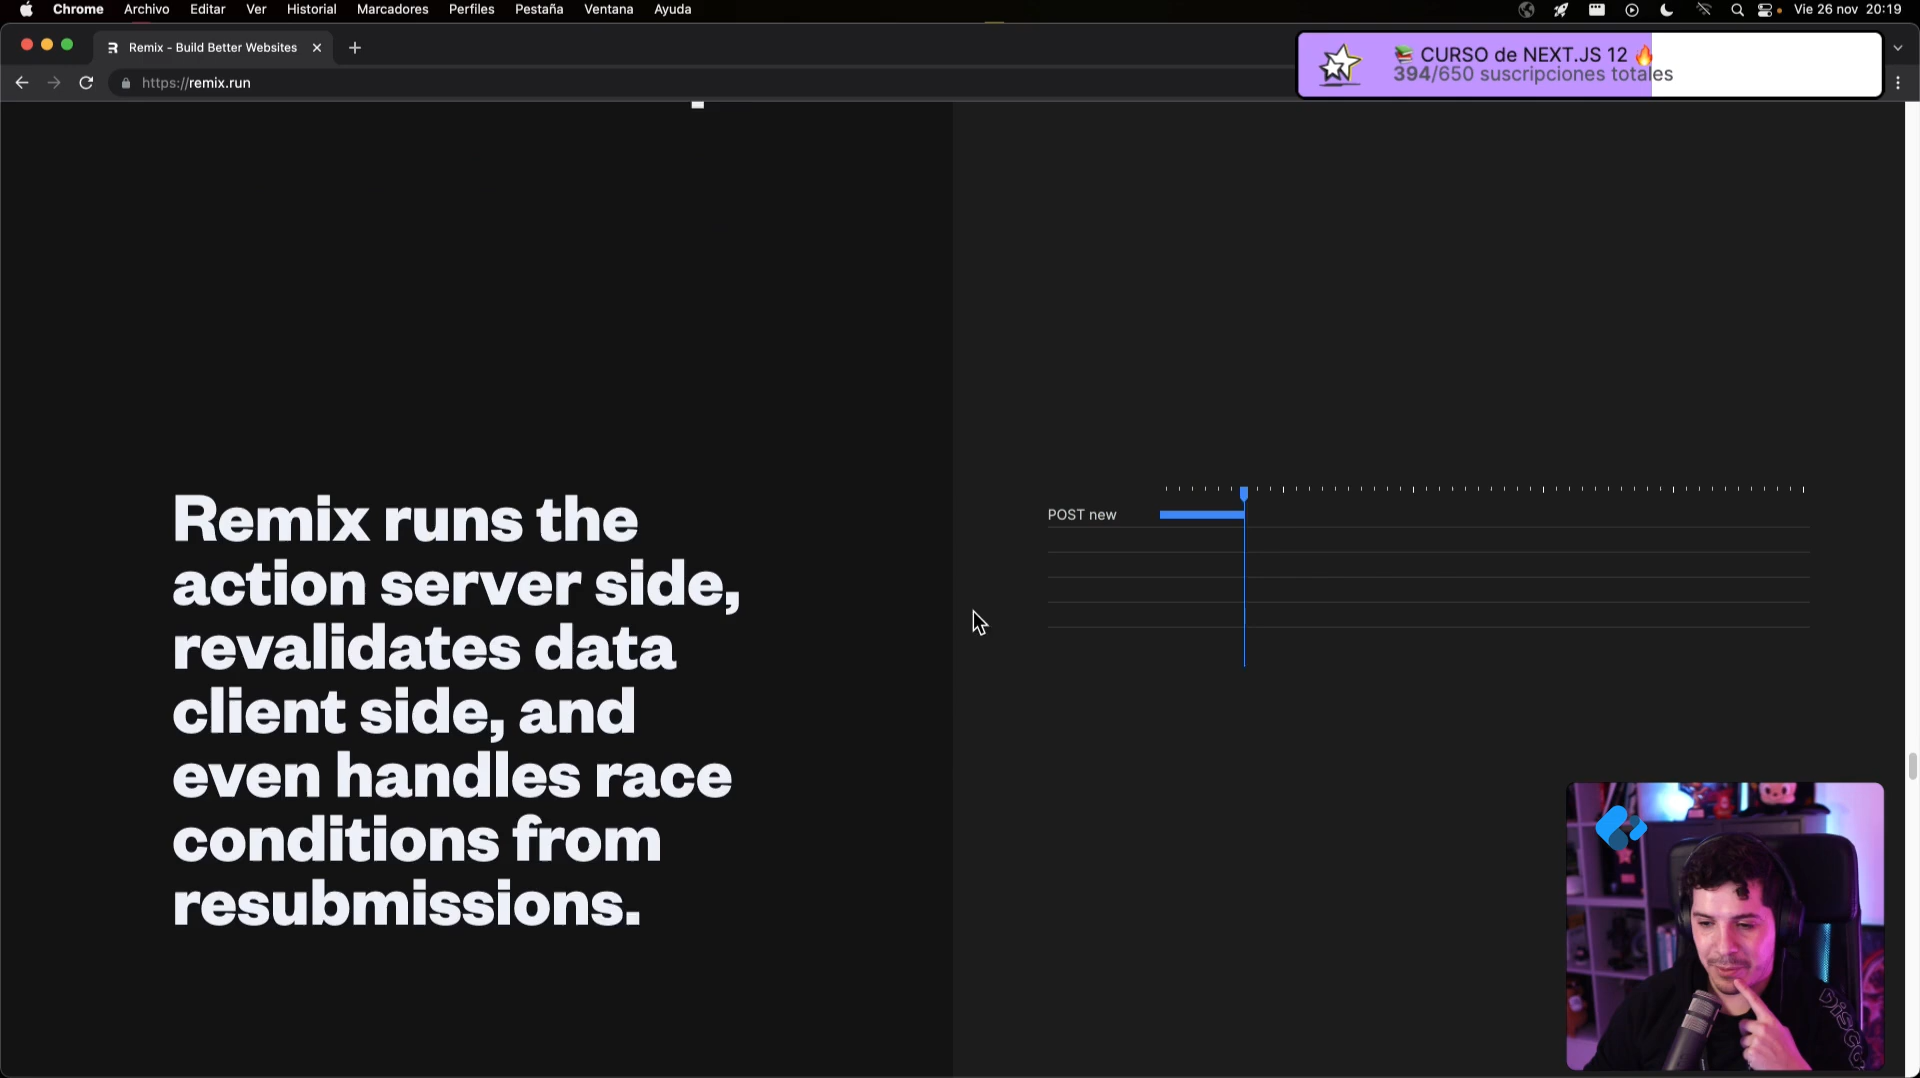 Chrome Archivo Editar Ver Historial Marcadores Perfiles Pestaña Ventana Ayuda
Vie 26 nov 20:19
Remix - Build Better Websites
https://remix.run
📚 CURSO de NEXT.JS 12 🔥
394/650 suscripciones totales
Remix runs the
action server side,
revalidates data
client side, and
even handles race
conditions from
resubmissions.
POST new